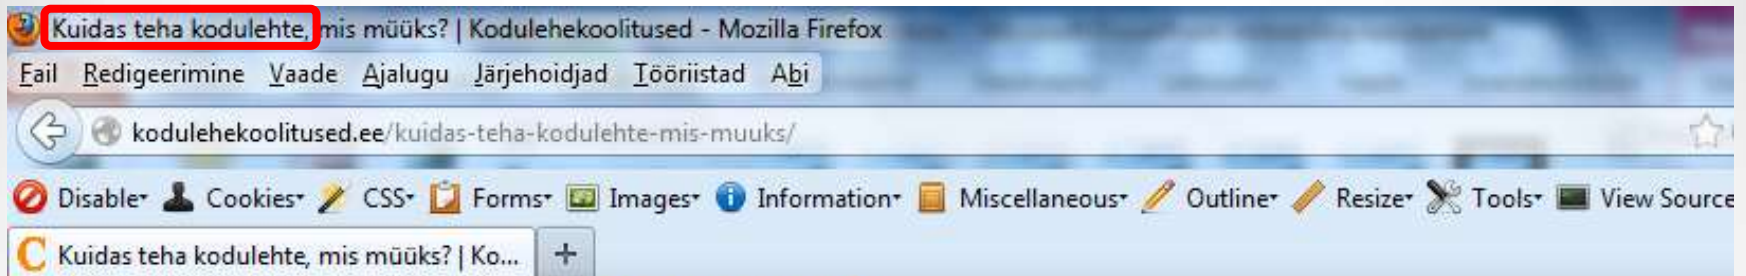 Kuidas teha kodulehte, mis müüks? | Kodulehekoolitused - Mozilla Firefox
Fail Redigeerimine Vaade Ajalugu Järjehoidjad Tööriistad Abi
kodulehekoolitused.ee/kuidas-teha-kodulehte-mis-muuks/
Disable Cookies CSS Forms Images Information Miscellaneous Outline Resize Tools View Source
C Kuidas teha kodulehte, mis müüks? | Ko... +